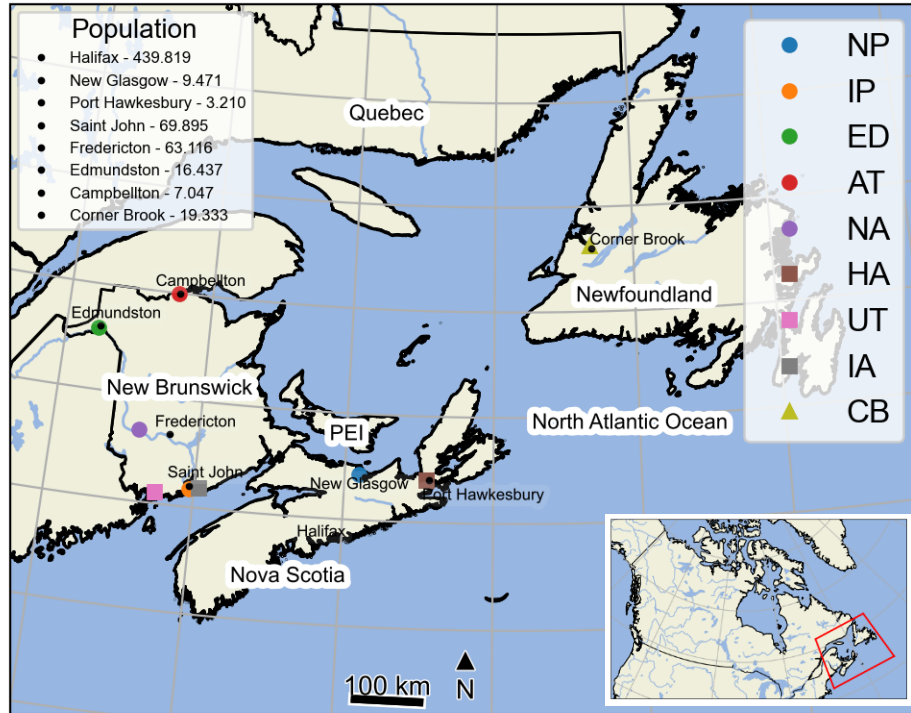 Population
Halifax - 439.819
New Glasgow - 9.471
Port Hawkesbury - 3.210
Saint John - 69.895
Fredericton - 63,116
Edmundston - 16.437
Campbellton - 7.047
Corner Brook - 19.333
NP
IP
ED
AT
NA
HA
UT
IA
CB
Quebec
Corner Brook
Campbellton
Newfoundland
Edmundston
New Brunswick
Fredericton
PEI
North Atlantic Ocean
Saint John
New Glasgow
Port Hawkesbury
Halifax
Nova Scotia
100 km
N